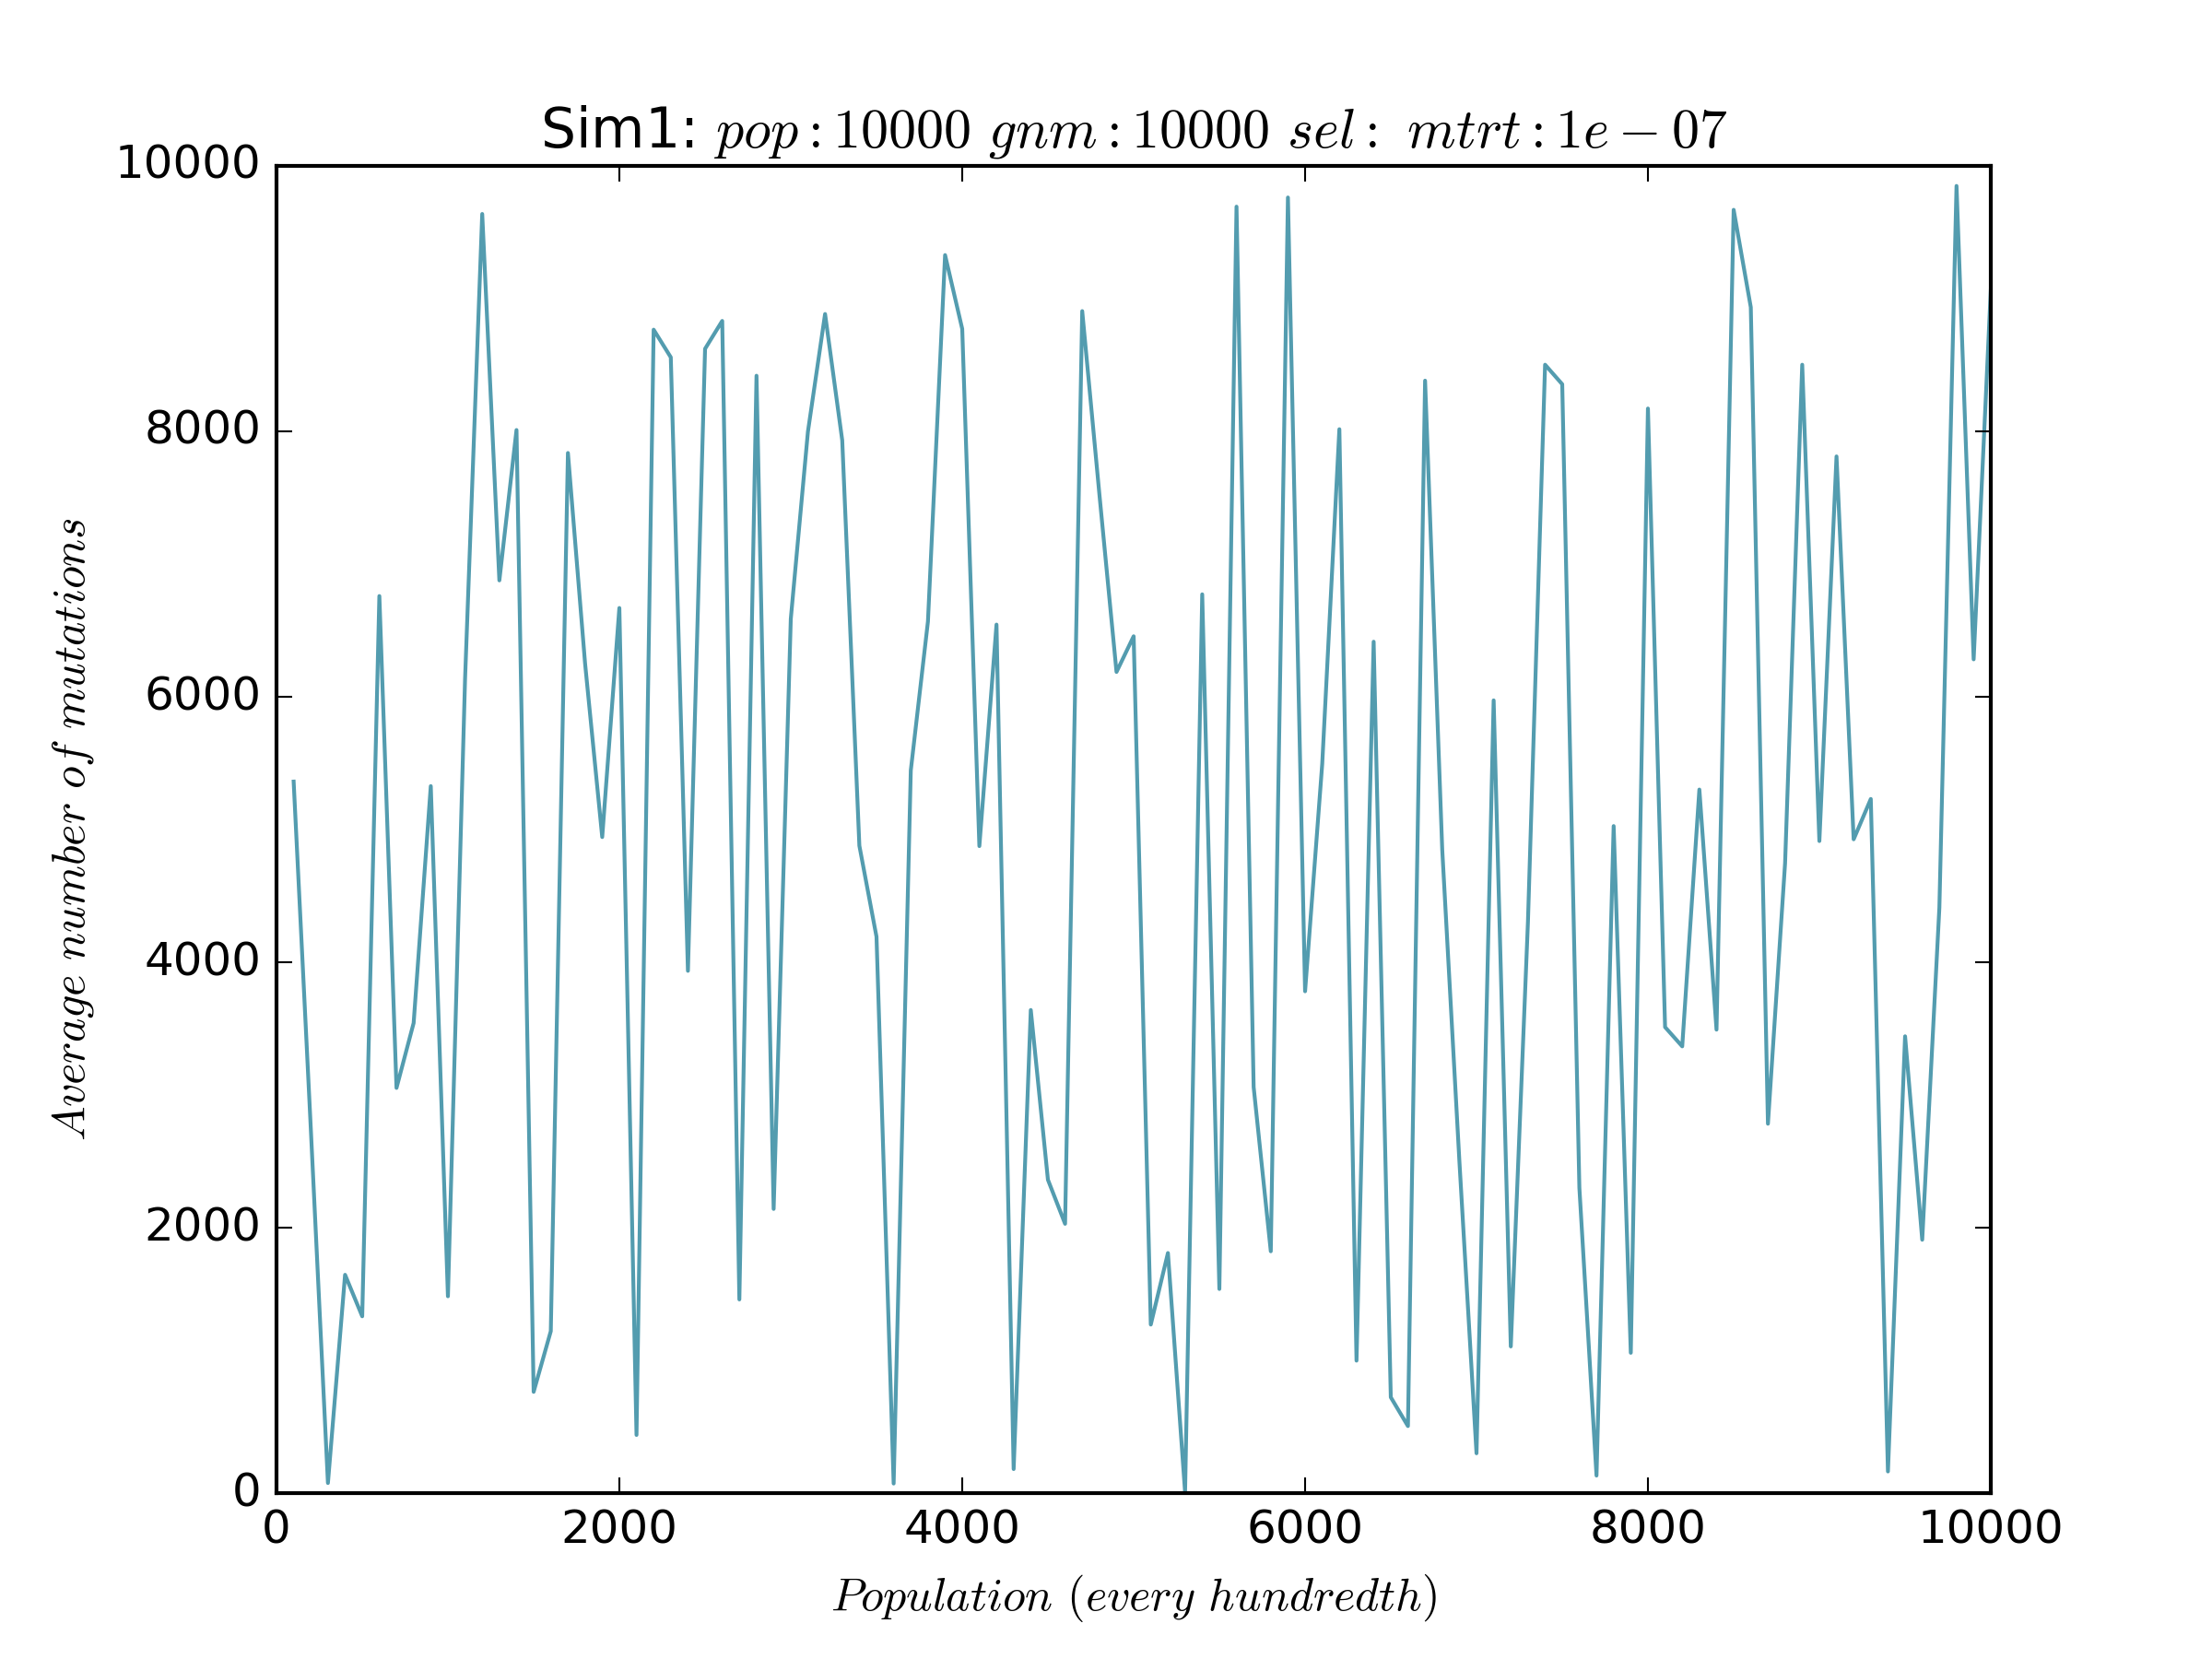 Sim1: pop : 10000 gnm : 10000 sel : mtrt : 1e − 07
10000
8000
6000
4000
2000
0
Average number of mutations
0 2000 4000 6000 8000 10000
Population (every hundredth)